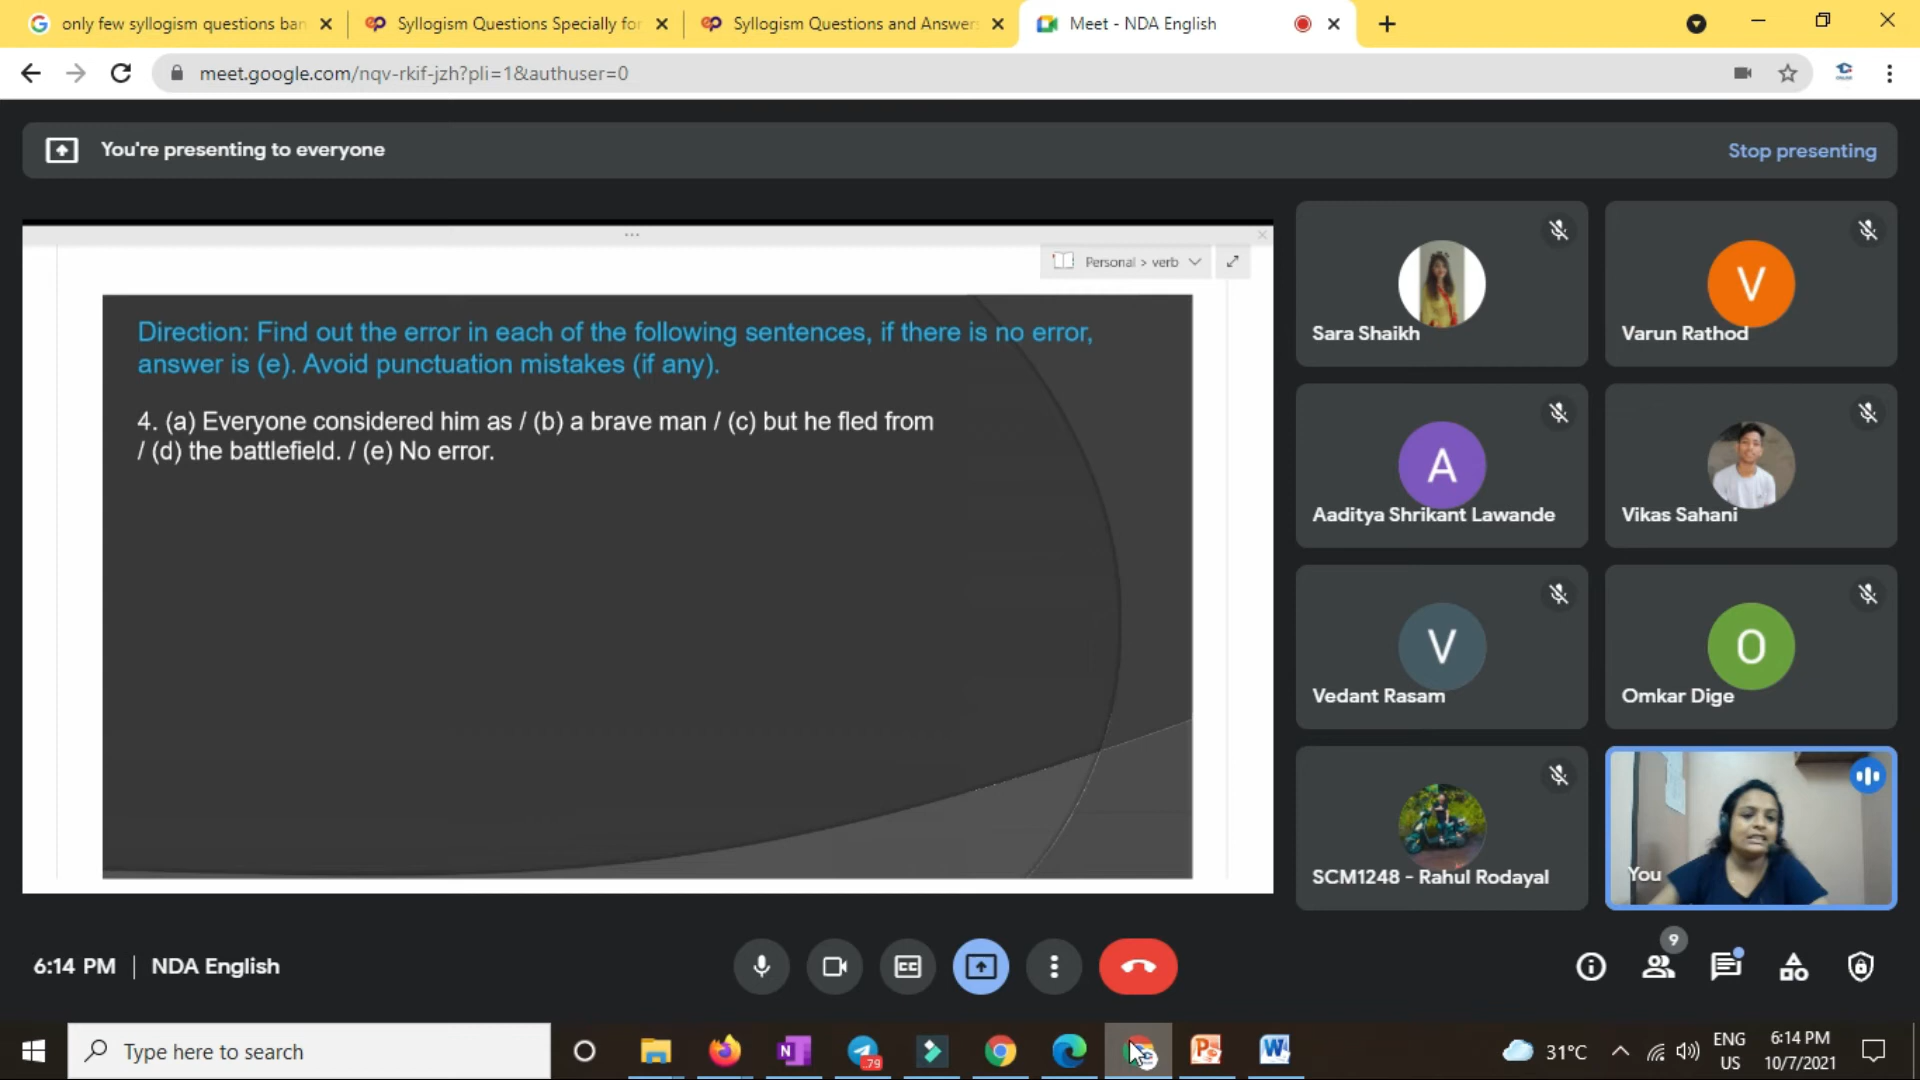 only few syllogism questions ban
Syllogism Questions Specially for
Syllogism Questions and Answer
Meet - NDA English
meet.google.com/nqv-rkif-jzh?pli=1&authuser=0
You're presenting to everyone
Stop presenting
Personal > verb
Direction: Find out the error in each of the following sentences, if there is no error,
answer is (e). Avoid punctuation mistakes (if any).
4. (a) Everyone considered him as / (b) a brave man / (c) but he fled from
/ (d) the battlefield. / (e) No error.
Sara Shaikh
V
Varun Rathod
A
Aaditya Shrikant Lawande
Vikas Sahani
V
Vedant Rasam
O
Omkar Dige
SCM1248 - Rahul Rodayal
You
6:14 PM | NDA English
CC
9
Type here to search
N
79
P
W
31°C
ENG
US
6:14 PM
10/7/2021